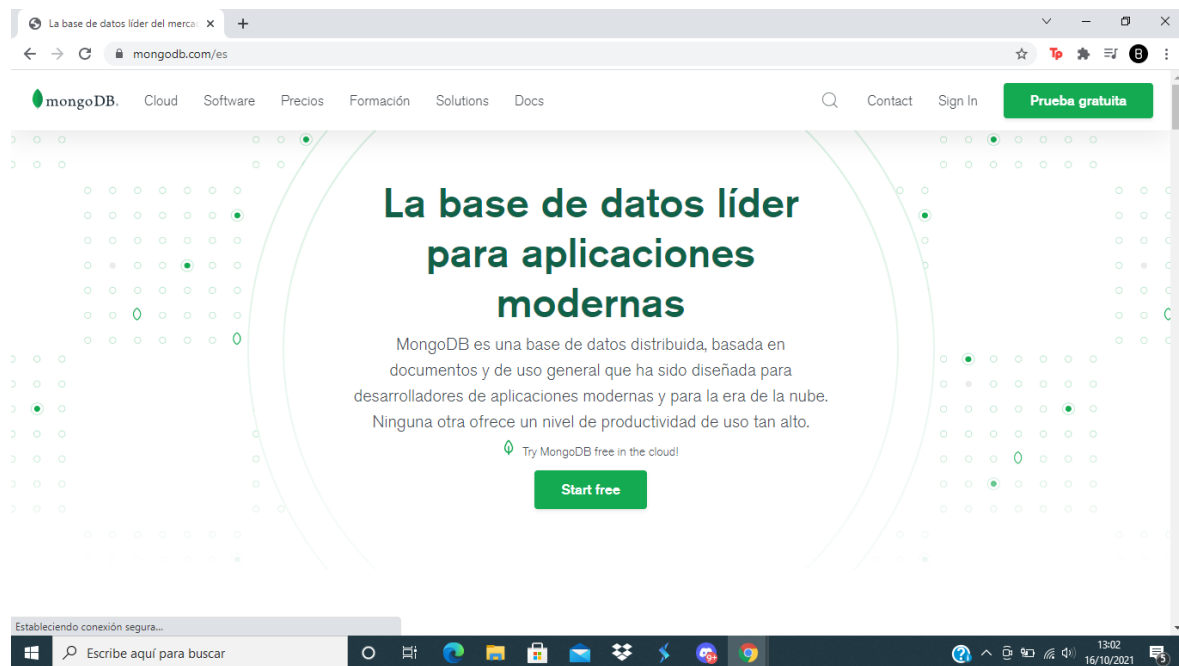 La base de datos líder del merca
mongodb.com/es
Tp
B
mongoDB. Cloud Software Precios Formación Solutions Docs Contact Sign In Prueba gratuita
La base de datos líder
para aplicaciones
modernas
MongoDB es una base de datos distribuida, basada en
documentos y de uso general que ha sido diseñada para
desarrolladores de aplicaciones modernas y para la era de la nube.
Ninguna otra ofrece un nivel de productividad de uso tan alto.
Try MongoDB free in the cloud!
Start free
Estableciendo conexión segura...
Escribe aquí para buscar
9+
13:02
16/10/2021
5